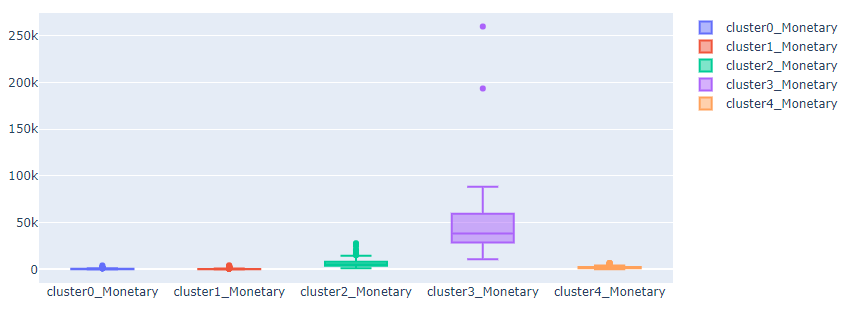 250k
200k
150k
100k
50k
0
cluster0_Monetary
cluster1_Monetary
cluster2_Monetary
cluster3_Monetary
cluster4_Monetary
cluster0_Monetary
cluster1_Monetary
cluster2_Monetary
cluster3_Monetary
cluster4_Monetary